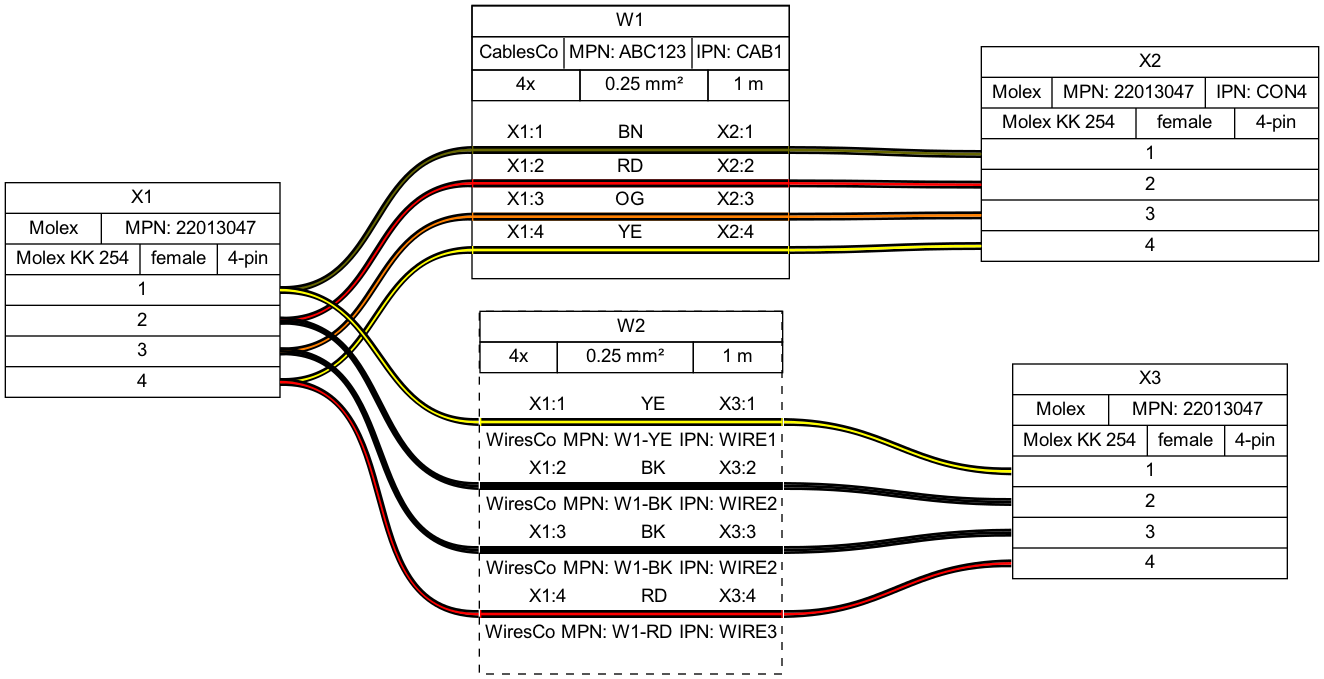 X1
Molex MPN: 22013047
Molex KK 254 female 4-pin
1
2
3
4
W1
CablesCo MPN: ABC123 IPN: CAB1
4x 0.25 mm² 1 m
X1:1 BN X2:1
X1:2 RD X2:2
X1:3 OG X2:3
X1:4 YE X2:4
W2
4x 0.25 mm² 1 m
X1:1 YE X3:1
WiresCo MPN: W1-YE IPN: WIRE1
X1:2 BK X3:2
WiresCo MPN: W1-BK IPN: WIRE2
X1:3 BK X3:3
WiresCo MPN: W1-BK IPN: WIRE2
X1:4 RD X3:4
WiresCo MPN: W1-RD IPN: WIRE3
X2
Molex MPN: 22013047 IPN: CON4
Molex KK 254 female 4-pin
1
2
3
4
X3
Molex MPN: 22013047
Molex KK 254 female 4-pin
1
2
3
4